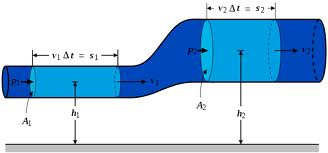 v₁ Δt = s₁
p₁
v₁
A₁
h₁
v₂ Δt = s₂
p₂
v₂
A₂
h₂